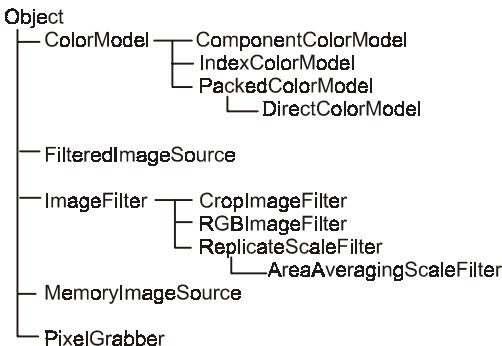 Object
ColorModel ComponentColorModel
IndexColorModel
PackedColorModel
DirectColorModel
FilteredImageSource
ImageFilter CropImageFilter
RGBImageFilter
ReplicateScaleFilter
AreaAveragingScaleFilter
MemoryImageSource
PixelGrabber